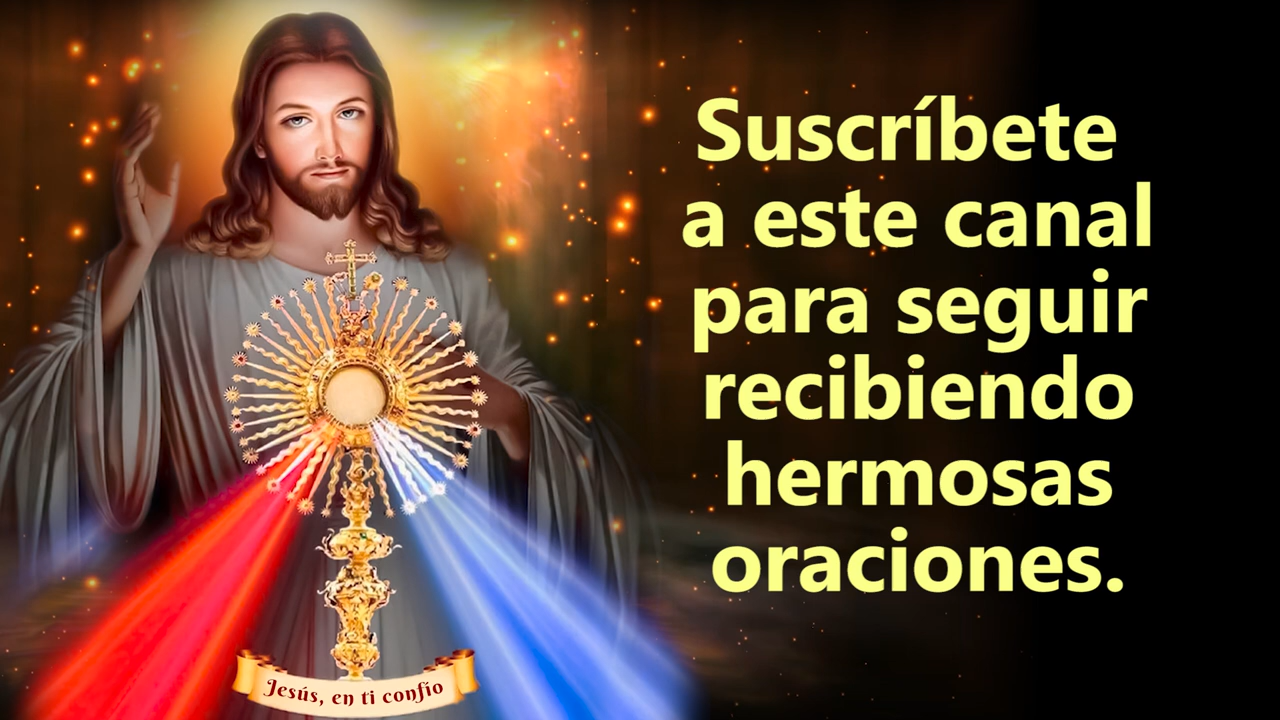 Suscríbete
a este canal
para seguir
recibiendo
hermosas
oraciones.
Jesús, en ti confío